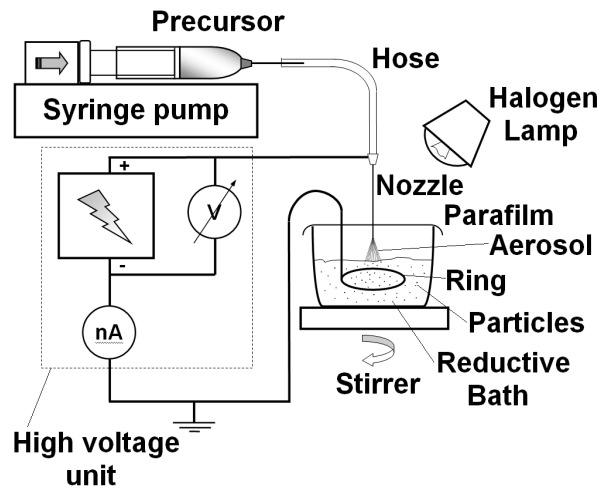 Precursor
Hose
Syringe pump
Halogen
Lamp
+
V
Nozzle
Parafilm
Aerosol
-
Ring
nA
Particles
Reductive
Bath
Stirrer
High voltage
unit